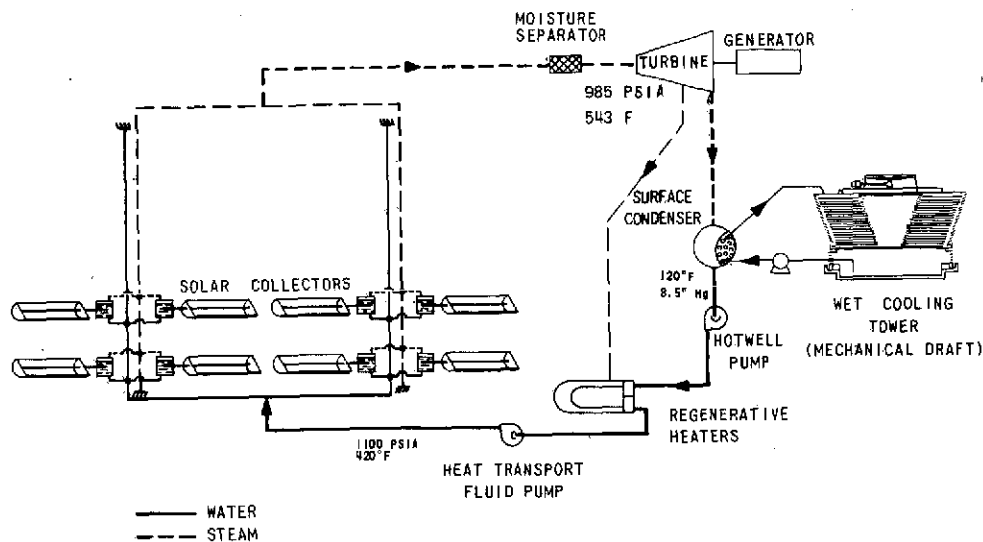 MOISTURE
SEPARATOR
TURBINE
GENERATOR
985 PSIA
543 F
SURFACE
CONDENSER
SOLAR COLLECTORS
120°F
8.5" Hg
WET COOLING
TOWER
(MECHANICAL DRAFT)
HOTWELL
PUMP
REGENERATIVE
HEATERS
1100 PSIA
420°F
HEAT TRANSPORT
FLUID PUMP
WATER
STEAM